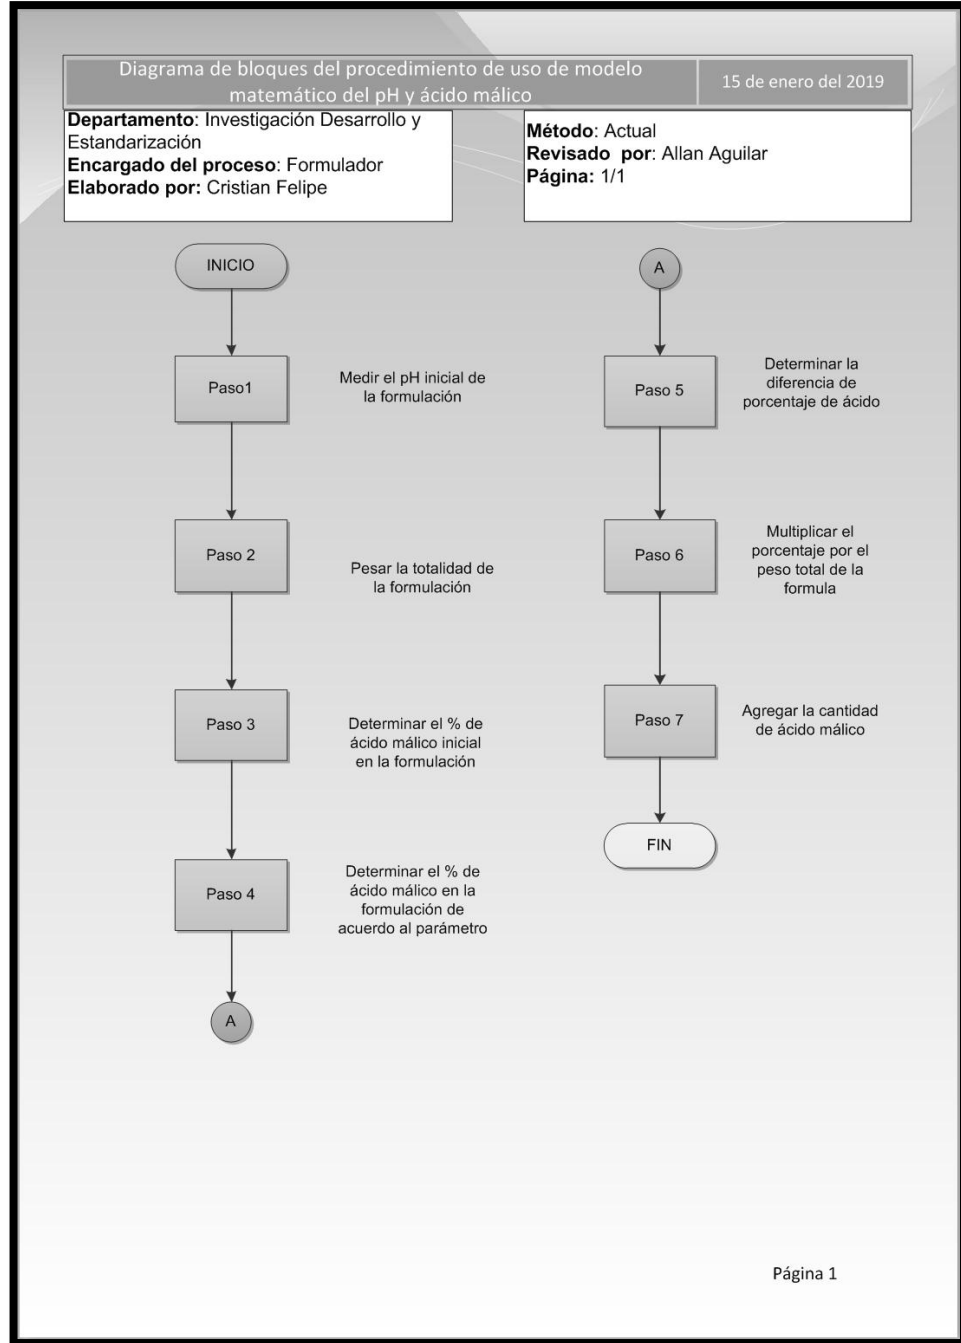 Diagrama de bloques del procedimiento de uso de modelo
matemático del pH y ácido málico
15 de enero del 2019
Departamento: Investigación Desarrollo y
Estandarización
Encargado del proceso: Formulador
Elaborado por: Cristian Felipe
Método: Actual
Revisado por: Allan Aguilar
Página: 1/1
INICIO
Paso1
Medir el pH inicial de
la formulación
Paso 2
Pesar la totalidad de
la formulación
Paso 3
Determinar el % de
ácido málico inicial
en la formulación
Paso 4
Determinar el % de
ácido málico en la
formulación de
acuerdo al parámetro
A
A
Paso 5
Determinar la
diferencia de
porcentaje de ácido
Paso 6
Multiplicar el
porcentaje por el
peso total de la
formula
Paso 7
Agregar la cantidad
de ácido málico
FIN
Página 1